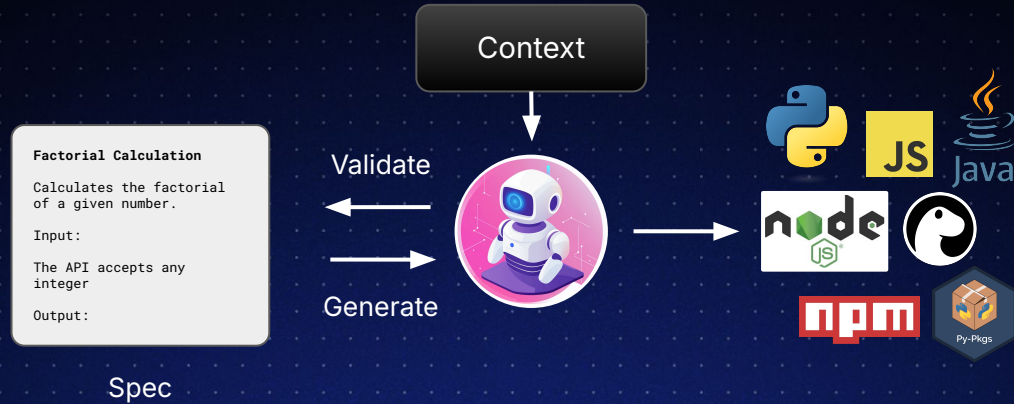 Context
Factorial Calculation
Calculates the factorial
of a given number.
Input:
The API accepts any
integer
Output:
Spec
Validate
Generate
JS
Java
node
JS
npm
Py-Pkgs